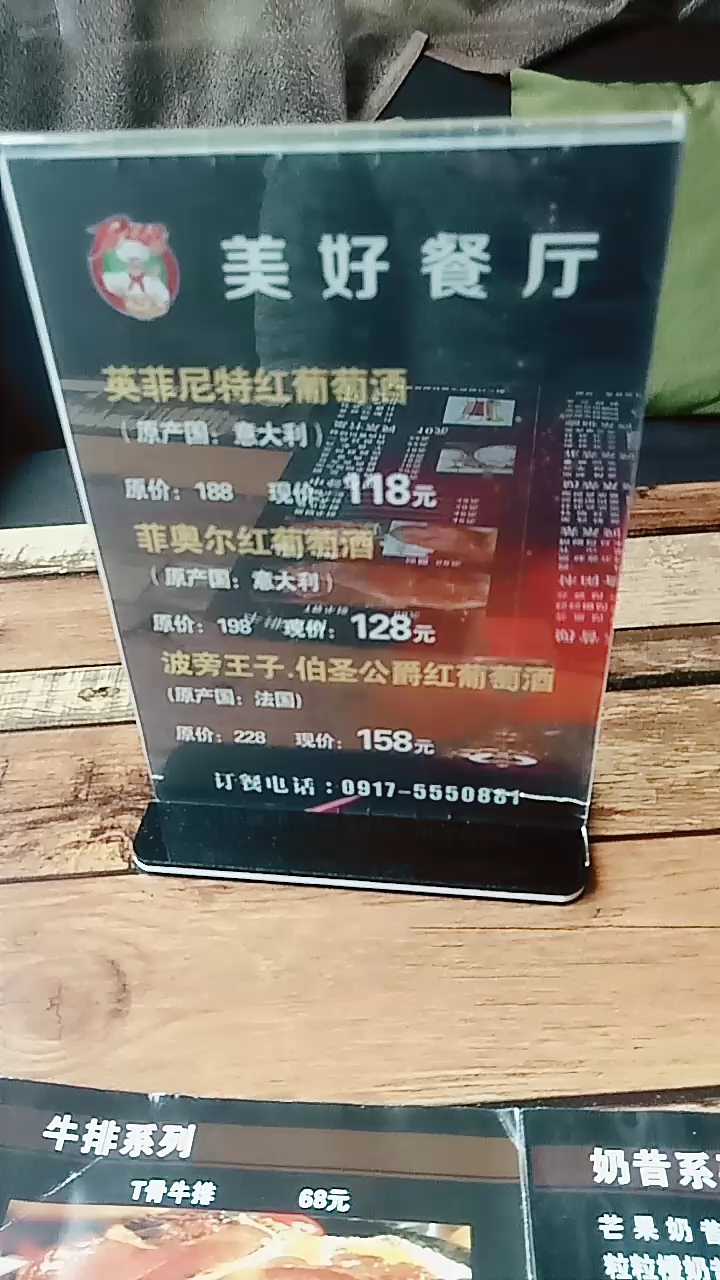 美好餐厅
英菲尼特红葡萄酒
(原产国：意大利)
原价：188 现价：118元
菲奥尔红葡萄酒
(原产国：意大利)
原价：198 现价：128元
波旁王子.伯圣公爵红葡萄酒
(原产国：法国)
原价：228 现价：158元
订餐电话：0917-5550881
牛排系列
T骨牛排 68元
奶昔系
芒果奶昔